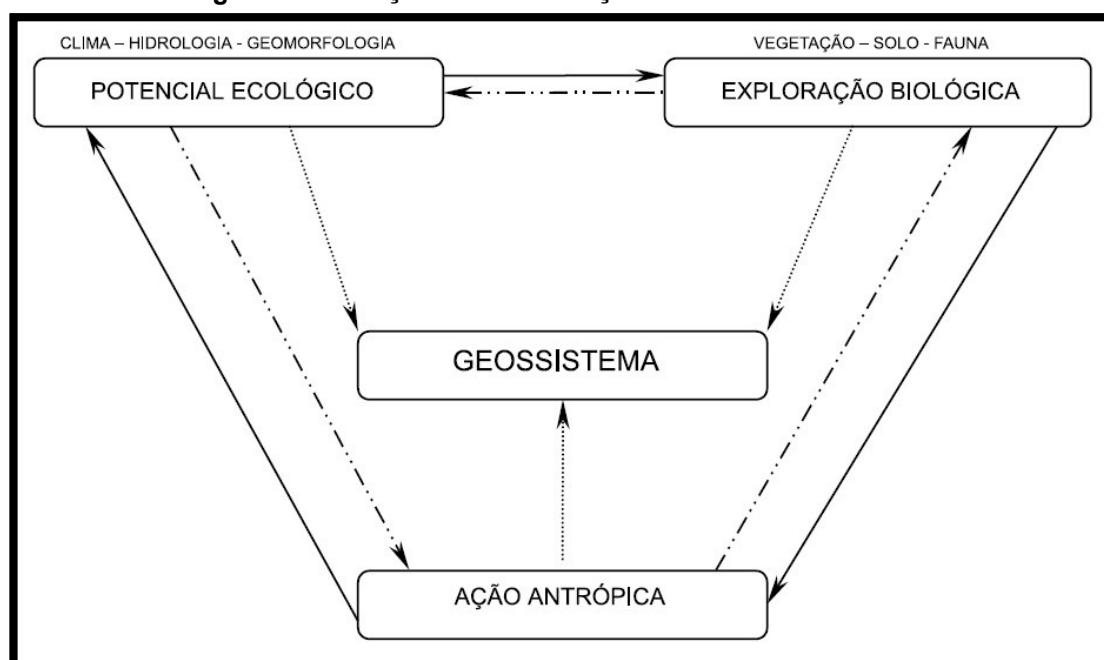 CLIMA – HIDROLOGIA - GEOMORFOLOGIA
VEGETAÇÃO – SOLO - FAUNA
POTENCIAL ECOLÓGICO
EXPLORAÇÃO BIOLÓGICA
GEOSSISTEMA
AÇÃO ANTRÓPICA